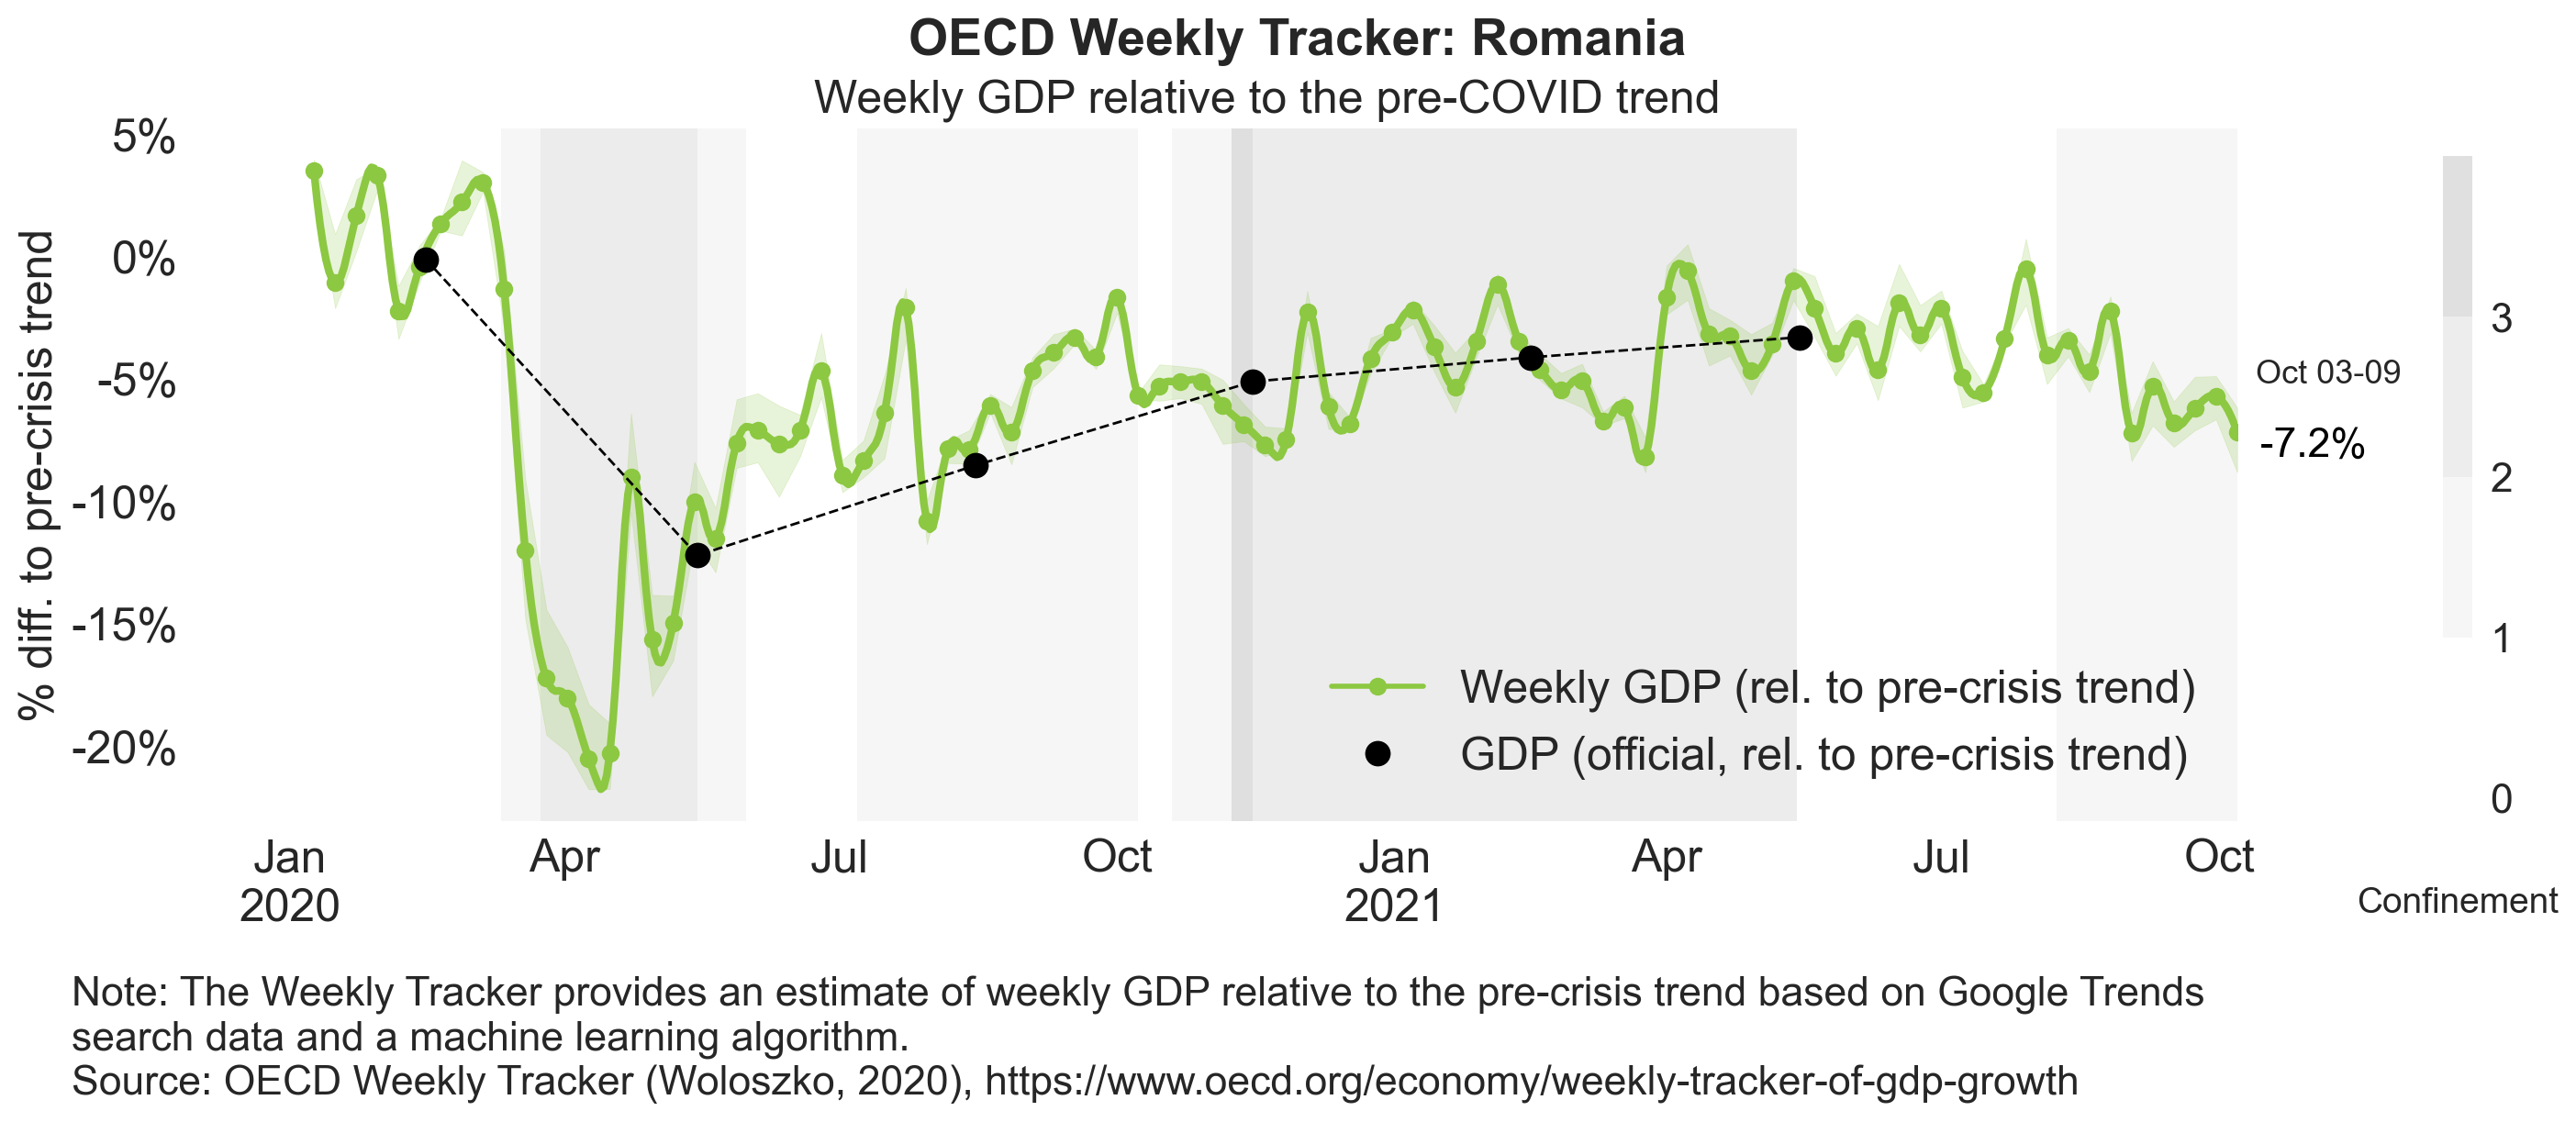 OECD Weekly Tracker: Romania
Weekly GDP relative to the pre-COVID trend
% diff. to pre-crisis trend
5%
0%
-5%
-10%
-15%
-20%
Oct 03-09
-7.2%
3
2
1
0
Confinement
Weekly GDP (rel. to pre-crisis trend)
GDP (official, rel. to pre-crisis trend)
Jan Apr Jul Oct Jan Apr Jul Oct
2020 2021
Note: The Weekly Tracker provides an estimate of weekly GDP relative to the pre-crisis trend based on Google Trends
search data and a machine learning algorithm.
Source: OECD Weekly Tracker (Woloszko, 2020), https://www.oecd.org/economy/weekly-tracker-of-gdp-growth